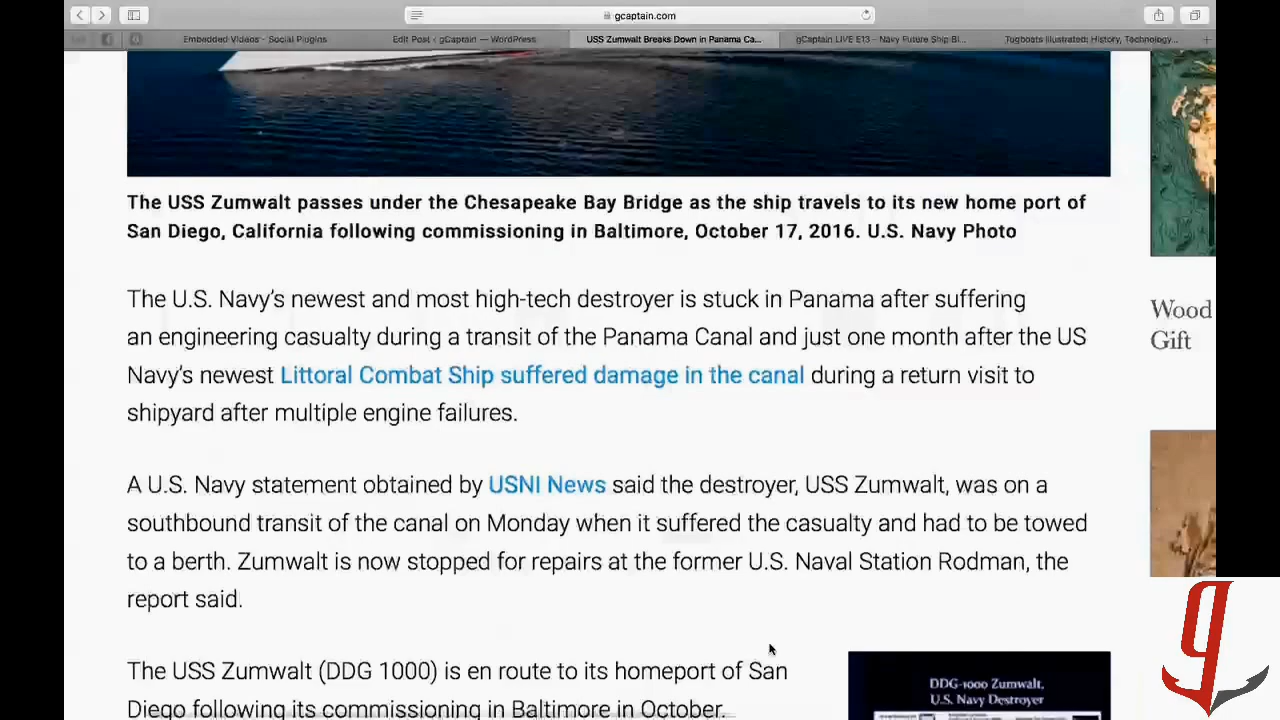 gcaptain.com
Embedded Videos - Social Plugins
Edit Post ‹ gCaptain — WordPress
USS Zumwalt Breaks Down in Panama Ca...
gCaptain LIVE E13 – Navy Future Ship Bl...
Tugboats Illustrated: History, Technology...
The USS Zumwalt passes under the Chesapeake Bay Bridge as the ship travels to its new home port of
San Diego, California following commissioning in Baltimore, October 17, 2016. U.S. Navy Photo
The U.S. Navy’s newest and most high-tech destroyer is stuck in Panama after suffering
an engineering casualty during a transit of the Panama Canal and just one month after the US
Navy’s newest Littoral Combat Ship suffered damage in the canal during a return visit to
shipyard after multiple engine failures.
A U.S. Navy statement obtained by USNI News said the destroyer, USS Zumwalt, was on a
southbound transit of the canal on Monday when it suffered the casualty and had to be towed
to a berth. Zumwalt is now stopped for repairs at the former U.S. Naval Station Rodman, the
report said.
The USS Zumwalt (DDG 1000) is en route to its homeport of San
Diego following its commissioning in Baltimore in October.
DDG-1000 Zumwalt,
U.S. Navy Destroyer
Wood
Gift
g